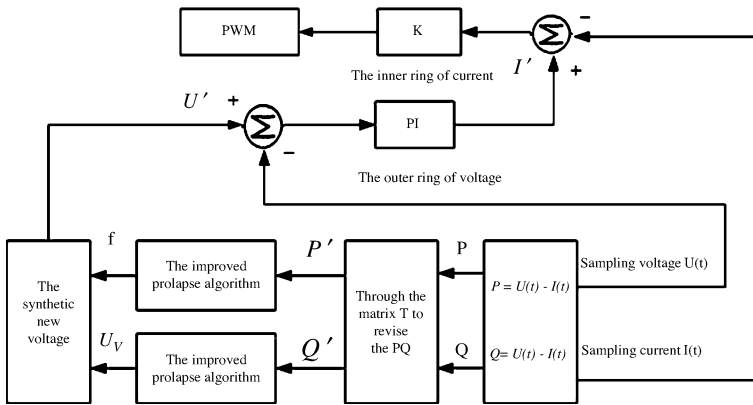 PWM
K
Σ
−
The inner ring of current
I′
+
U′
+
Σ
−
PI
The outer ring of voltage
f
The improved
prolapse algorithm
P′
P
Sampling voltage U(t)
The
synthetic
new
voltage
Through the
matrix T to
revise
the PQ
P = U(t) - I(t)
Q= U(t) - I(t)
U_V
The improved
prolapse algorithm
Q′
Q
Sampling current I(t)